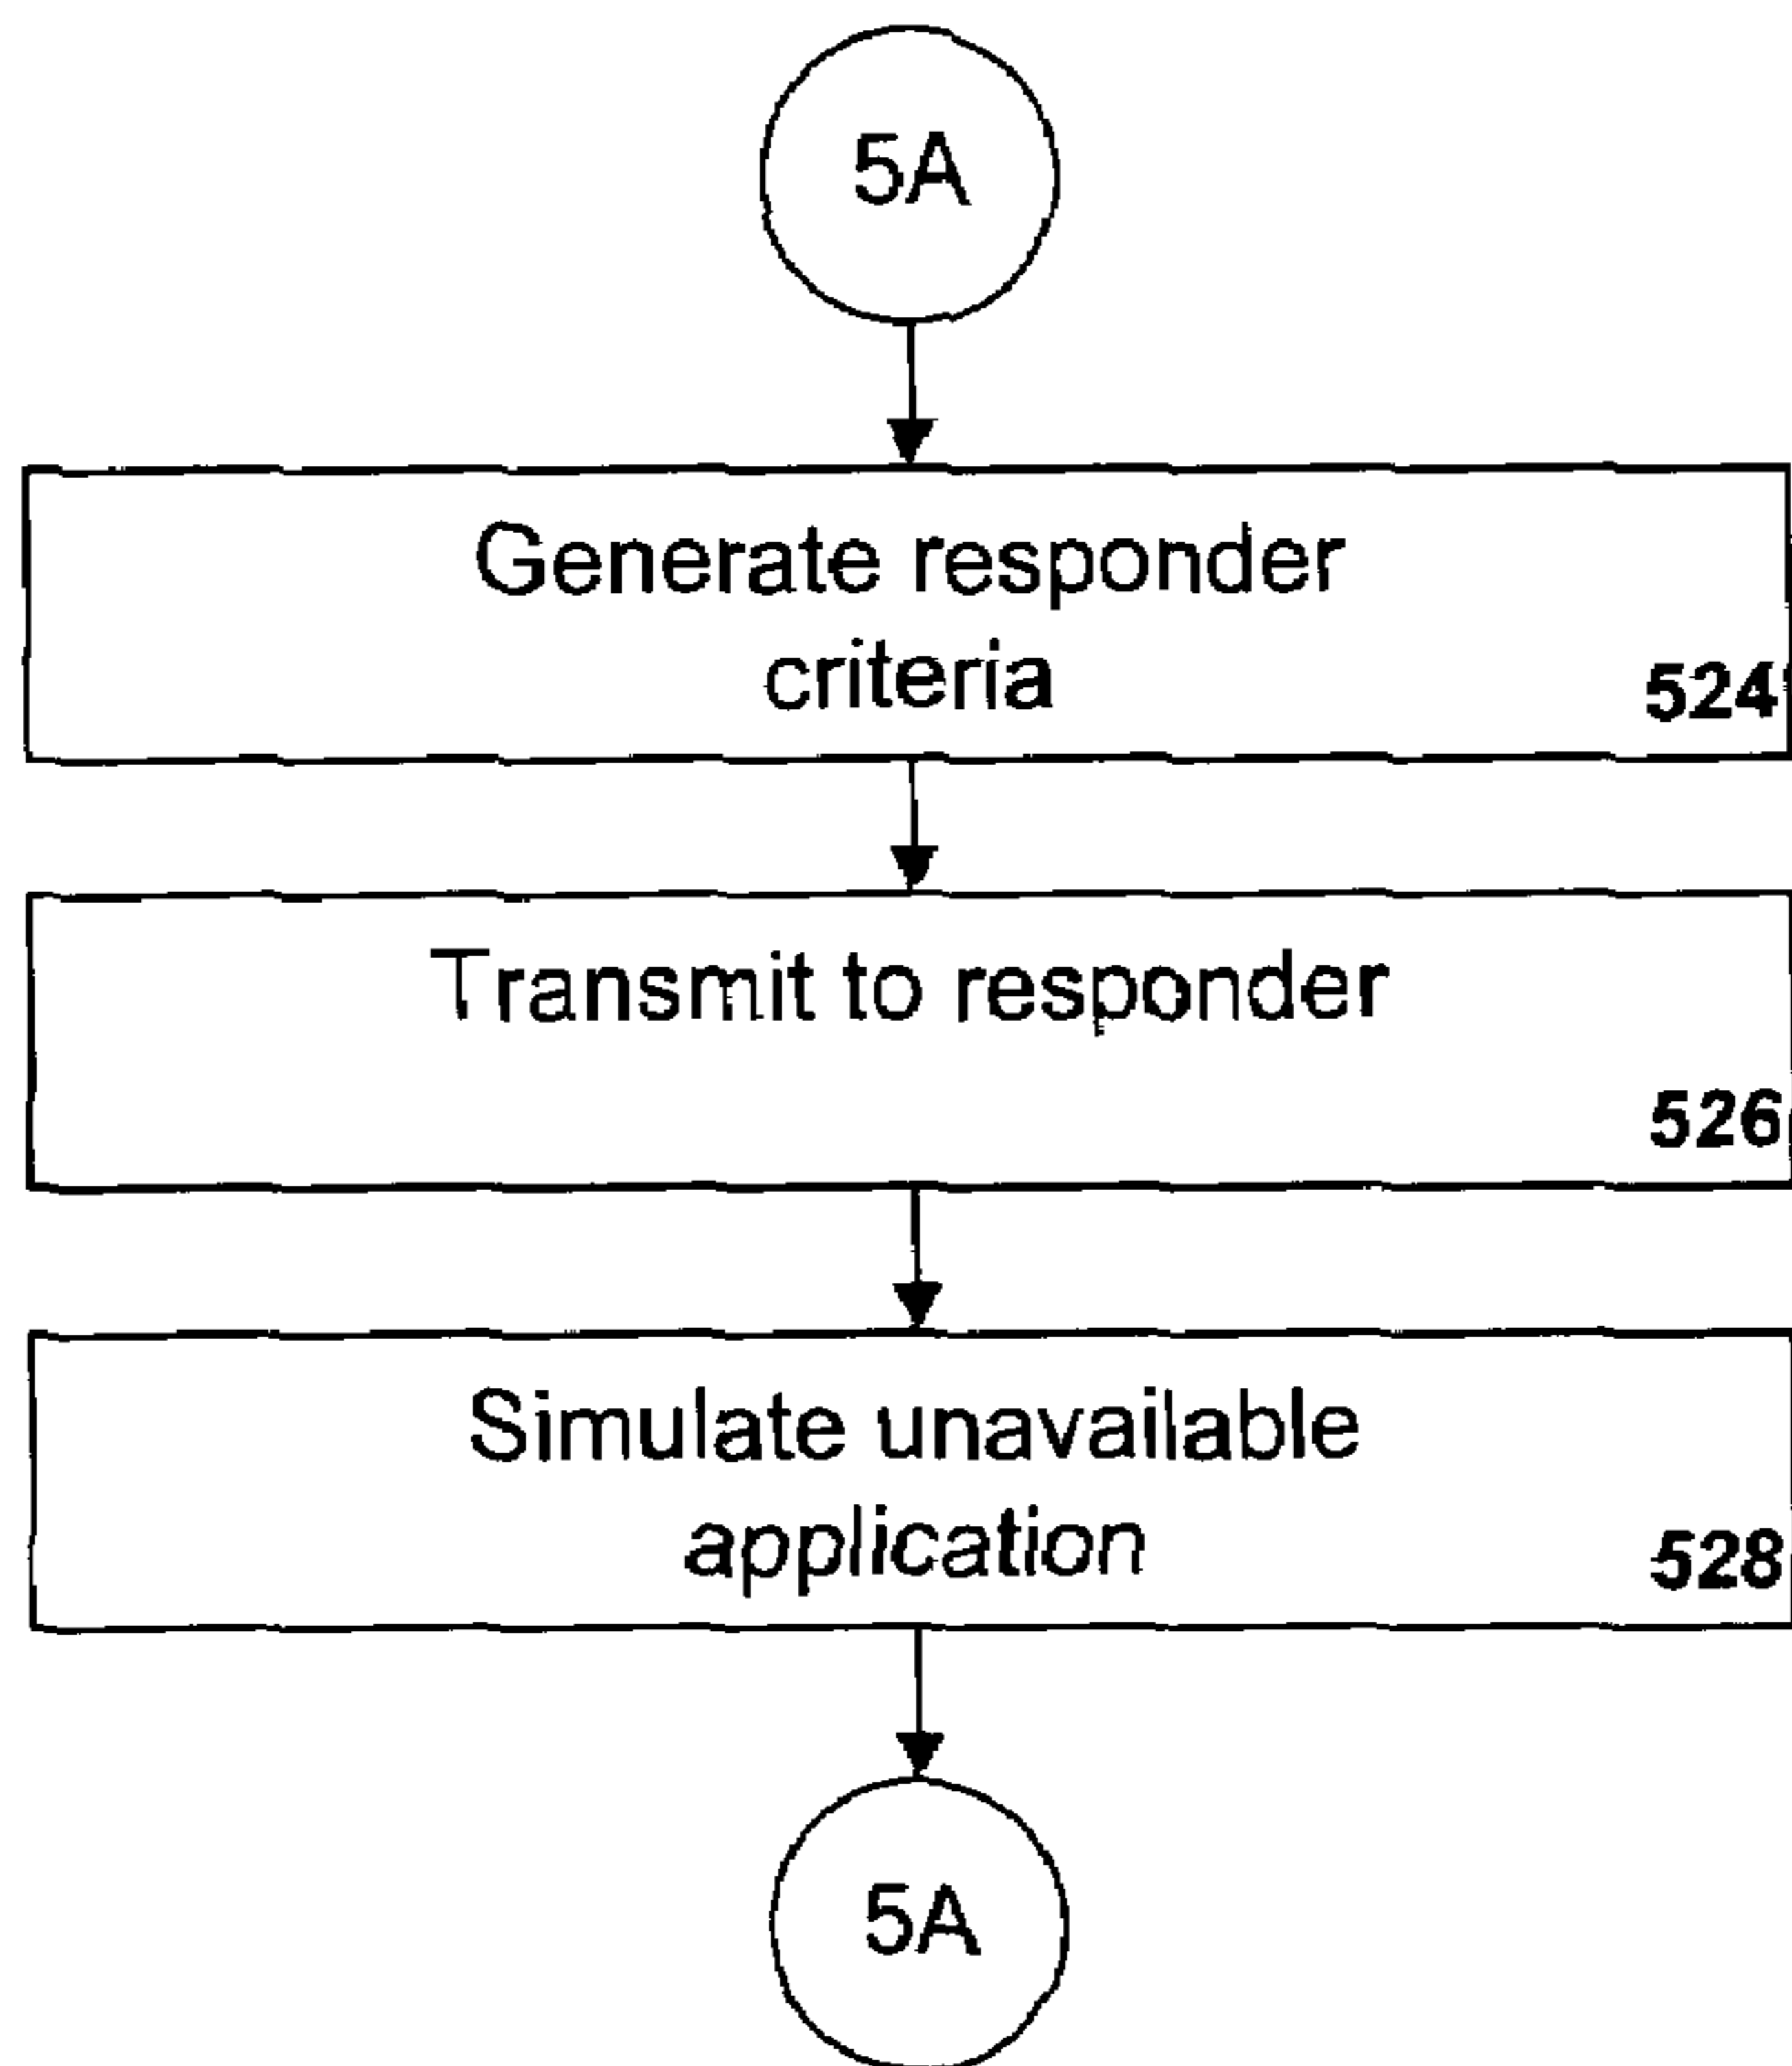 5A
Generate responder
criteria
524
Transmit to responder
526
Simulate unavailable
application
528
5A